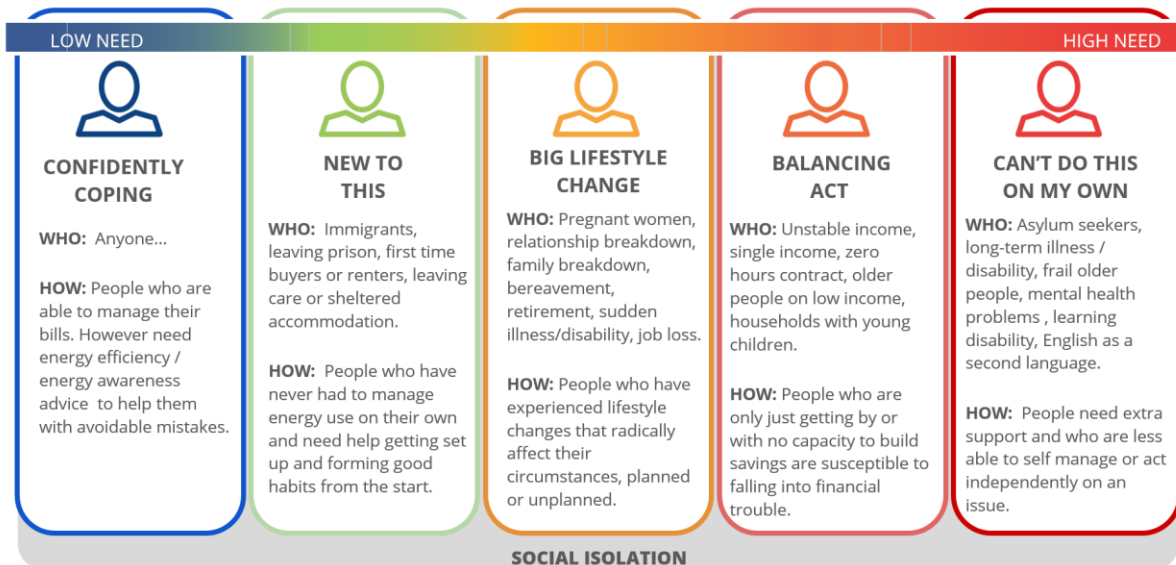 LOW NEED
HIGH NEED
CONFIDENTLY
COPING
WHO: Anyone...
HOW: People who are
able to manage their
bills. However need
energy efficiency /
energy awareness
advice to help them
with avoidable mistakes.
NEW TO
THIS
WHO: Immigrants,
leaving prison, first time
buyers or renters, leaving
care or sheltered
accommodation.
HOW: People who have
never had to manage
energy use on their own
and need help getting set
up and forming good
habits from the start.
BIG LIFESTYLE
CHANGE
WHO: Pregnant women,
relationship breakdown,
family breakdown,
bereavement,
retirement, sudden
illness/disability, job loss.
HOW: People who have
experienced lifestyle
changes that radically
affect their
circumstances, planned
or unplanned.
BALANCING
ACT
WHO: Unstable income,
single income, zero
hours contract, older
people on low income,
households with young
children.
HOW: People who are
only just getting by or
with no capacity to build
savings are susceptible to
falling into financial
trouble.
CAN'T DO THIS
ON MY OWN
WHO: Asylum seekers,
long-term illness /
disability, frail older
people, mental health
problems , learning
disability, English as a
second language.
HOW: People need extra
support and who are less
able to self manage or act
independently on an
issue.
SOCIAL ISOLATION